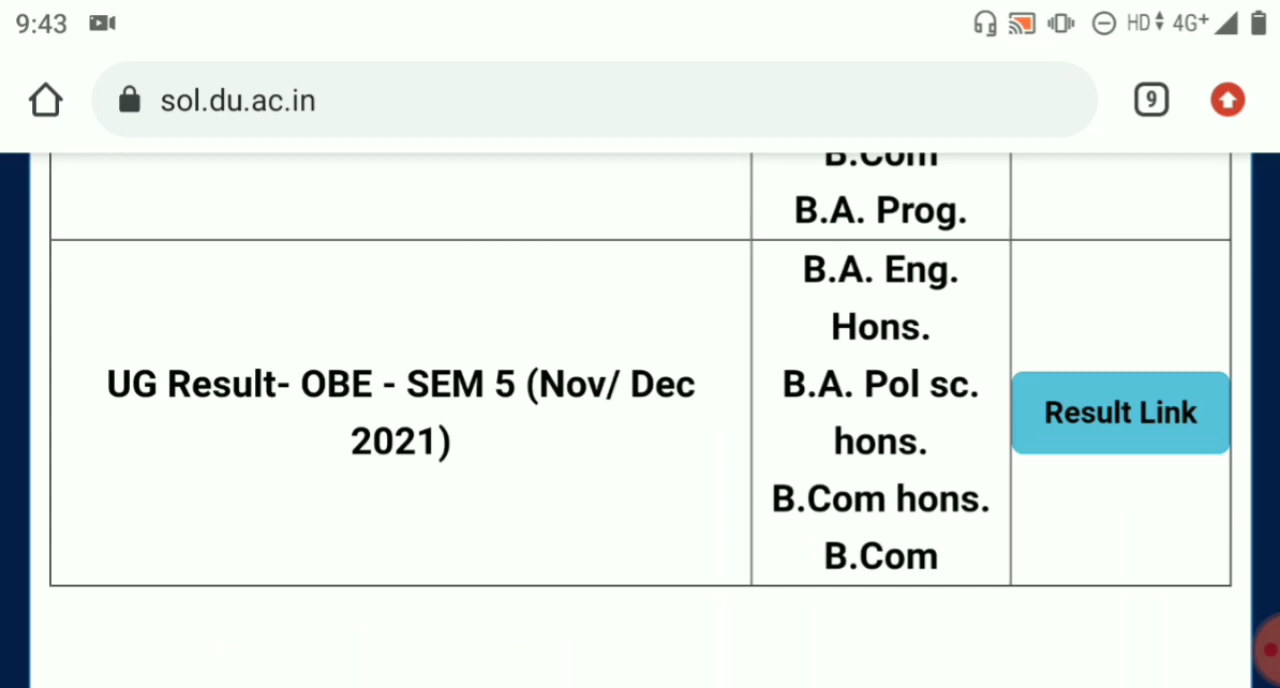 9:43
HD 4G+
sol.du.ac.in
9
B.Com
B.A. Prog.
UG Result- OBE - SEM 5 (Nov/ Dec
2021)
B.A. Eng.
Hons.
B.A. Pol sc.
hons.
B.Com hons.
B.Com
Result Link